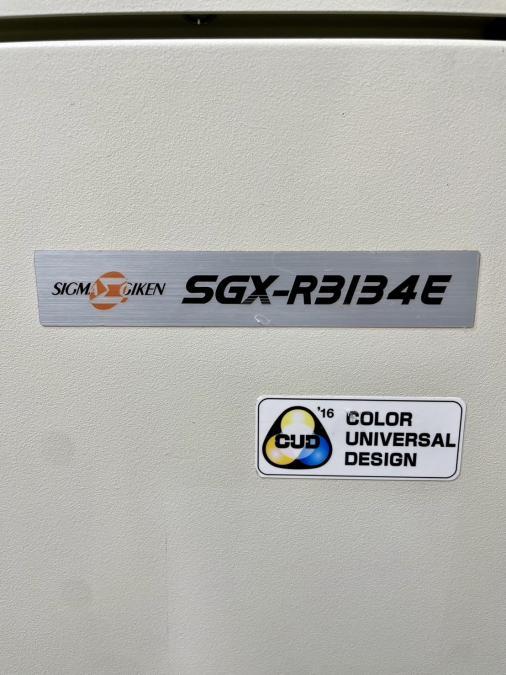 SIGMA GIKEN SGX-R3134E
CUD '16 COLOR
UNIVERSAL
DESIGN